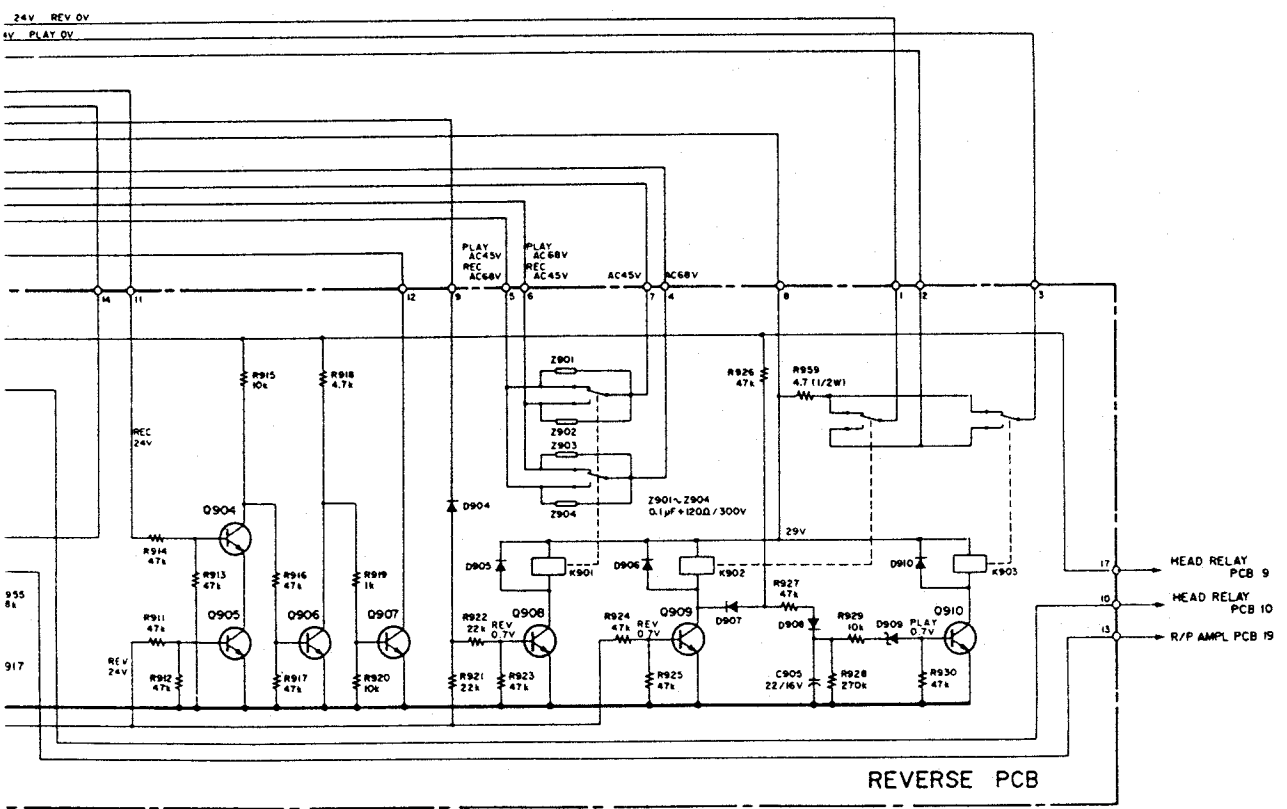 24V REV 0V
4V PLAY 0V
PLAY
AC45V
REC
AC68V
PLAY
AC68V
REC
AC45V
AC45V
AC68V
14
11
12
9
5
6
7
4
8
1
2
3
R915
10k
R918
4.7k
Z901
R926
47k
R959
4.7 (1/2W)
REC
24V
Z902
Z903
Z904
Z901~Z904
0.1µF+120Ω/300V
Q904
D904
R914
47k
29V
D905
K901
D906
K902
D910
K903
17
HEAD RELAY
PCB 9
955
8k
R913
47k
R916
47k
R919
1k
R927
47k
10
HEAD RELAY
PCB 10
R911
47k
Q905
Q906
Q907
R922
22k
REV
0.7V
Q908
R924
47k
REV
0.7V
Q909
D907
D908
R929
10k
D909
PLAY
0.7V
Q910
13
R/P AMPL PCB 19
917
REV
24V
R912
47k
R917
47k
R920
10k
R921
22k
R923
47k
R925
47k
C905
22/16V
R928
270k
R930
47k
REVERSE PCB